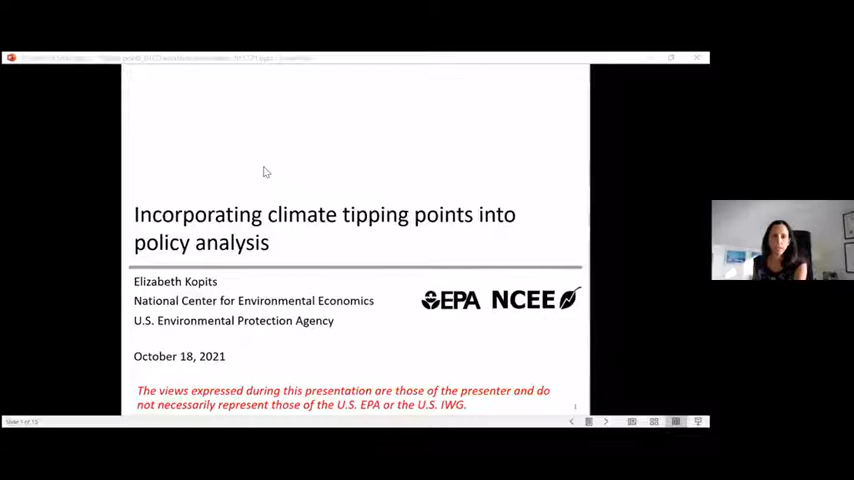 Incorporating climate tipping points into
policy analysis
Elizabeth Kopits
National Center for Environmental Economics
U.S. Environmental Protection Agency
EPA NCEE
October 18, 2021
The views expressed during this presentation are those of the presenter and do
not necessarily represent those of the U.S. EPA or the U.S. IWG.
1